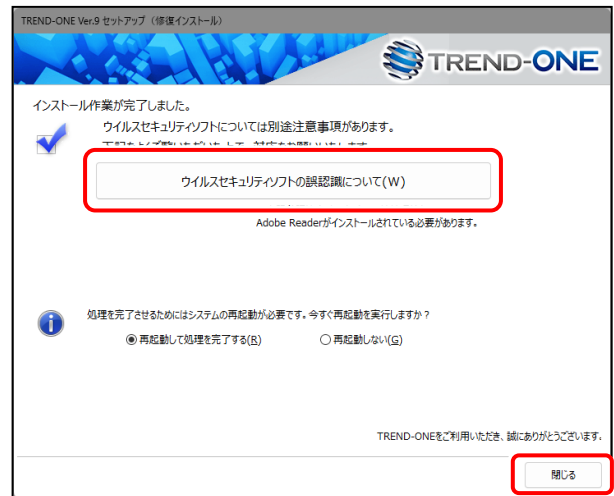 TREND-ONE Ver.9 セットアップ（修復インストール）
TREND-ONE
インストール作業が完了しました。
ウイルスセキュリティソフトについては別途注意事項があります。
ウイルスセキュリティソフトの誤認識について(W)
Adobe Readerがインストールされている必要があります。
処理を完了させるためにはシステムの再起動が必要です。今すぐ再起動を実行しますか？
再起動して処理を完了する(R) 再起動しない(G)
TREND-ONEをご利用いただき、誠にありがとうございます。
閉じる